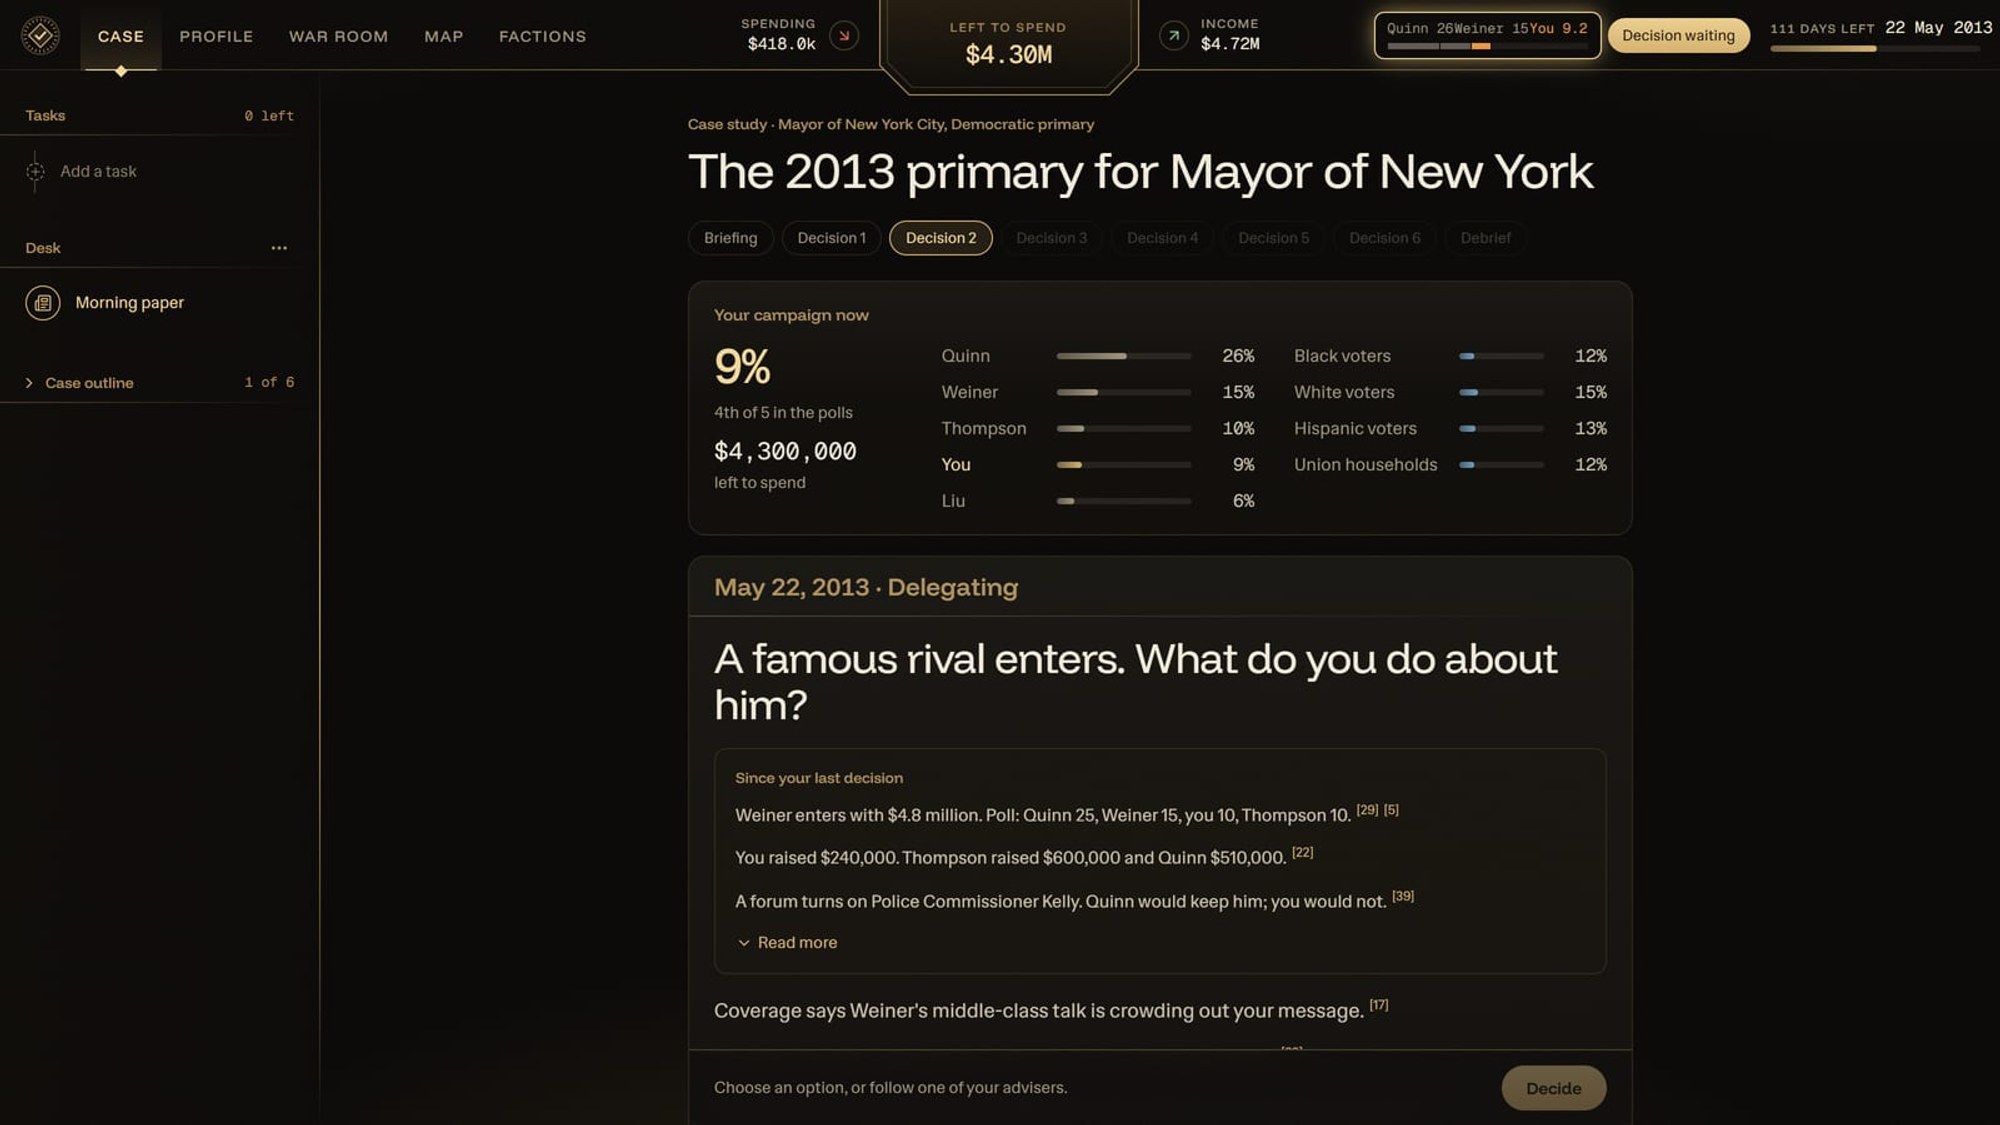 CASE
PROFILE
WAR ROOM
MAP
FACTIONS
SPENDING
$418.0k
LEFT TO SPEND
$4.30M
INCOME
$4.72M
Quinn 26Weiner 15You 9.2
Decision waiting
111 DAYS LEFT 22 May 2013
Tasks 0 left
Add a task
Desk
Morning paper
Case outline 1 of 6
Case study · Mayor of New York City, Democratic primary
The 2013 primary for Mayor of New York
Briefing Decision 1 Decision 2 Decision 3 Decision 4 Decision 5 Decision 6 Debrief
Your campaign now
9%
4th of 5 in the polls
$4,300,000
left to spend
Quinn 26%
Weiner 15%
Thompson 10%
You 9%
Liu 6%
Black voters 12%
White voters 15%
Hispanic voters 13%
Union households 12%
May 22, 2013 · Delegating
A famous rival enters. What do you do about
him?
Since your last decision
Weiner enters with $4.8 million. Poll: Quinn 25, Weiner 15, you 10, Thompson 10. [29] [5]
You raised $240,000. Thompson raised $600,000 and Quinn $510,000. [22]
A forum turns on Police Commissioner Kelly. Quinn would keep him; you would not. [39]
Read more
Coverage says Weiner's middle-class talk is crowding out your message. [17]
Choose an option, or follow one of your advisers.
Decide